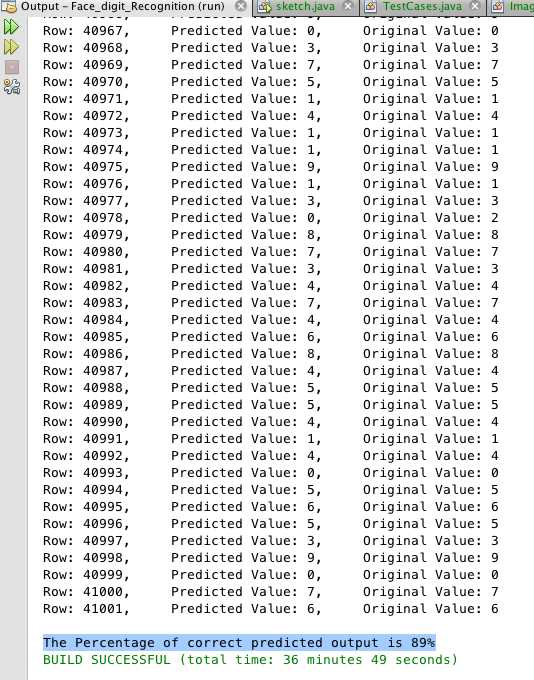 Output – Face_digit_Recognition (run) sketch.java TestCases.java Imag
Row: 40967, Predicted Value: 0, Original Value: 0
Row: 40968, Predicted Value: 3, Original Value: 3
Row: 40969, Predicted Value: 7, Original Value: 7
Row: 40970, Predicted Value: 5, Original Value: 5
Row: 40971, Predicted Value: 1, Original Value: 1
Row: 40972, Predicted Value: 4, Original Value: 4
Row: 40973, Predicted Value: 1, Original Value: 1
Row: 40974, Predicted Value: 1, Original Value: 1
Row: 40975, Predicted Value: 9, Original Value: 9
Row: 40976, Predicted Value: 1, Original Value: 1
Row: 40977, Predicted Value: 3, Original Value: 3
Row: 40978, Predicted Value: 0, Original Value: 2
Row: 40979, Predicted Value: 8, Original Value: 8
Row: 40980, Predicted Value: 7, Original Value: 7
Row: 40981, Predicted Value: 3, Original Value: 3
Row: 40982, Predicted Value: 4, Original Value: 4
Row: 40983, Predicted Value: 7, Original Value: 7
Row: 40984, Predicted Value: 4, Original Value: 4
Row: 40985, Predicted Value: 6, Original Value: 6
Row: 40986, Predicted Value: 8, Original Value: 8
Row: 40987, Predicted Value: 4, Original Value: 4
Row: 40988, Predicted Value: 5, Original Value: 5
Row: 40989, Predicted Value: 5, Original Value: 5
Row: 40990, Predicted Value: 4, Original Value: 4
Row: 40991, Predicted Value: 1, Original Value: 1
Row: 40992, Predicted Value: 4, Original Value: 4
Row: 40993, Predicted Value: 0, Original Value: 0
Row: 40994, Predicted Value: 5, Original Value: 5
Row: 40995, Predicted Value: 6, Original Value: 6
Row: 40996, Predicted Value: 5, Original Value: 5
Row: 40997, Predicted Value: 3, Original Value: 3
Row: 40998, Predicted Value: 9, Original Value: 9
Row: 40999, Predicted Value: 0, Original Value: 0
Row: 41000, Predicted Value: 7, Original Value: 7
Row: 41001, Predicted Value: 6, Original Value: 6
The Percentage of correct predicted output is 89%
BUILD SUCCESSFUL (total time: 36 minutes 49 seconds)